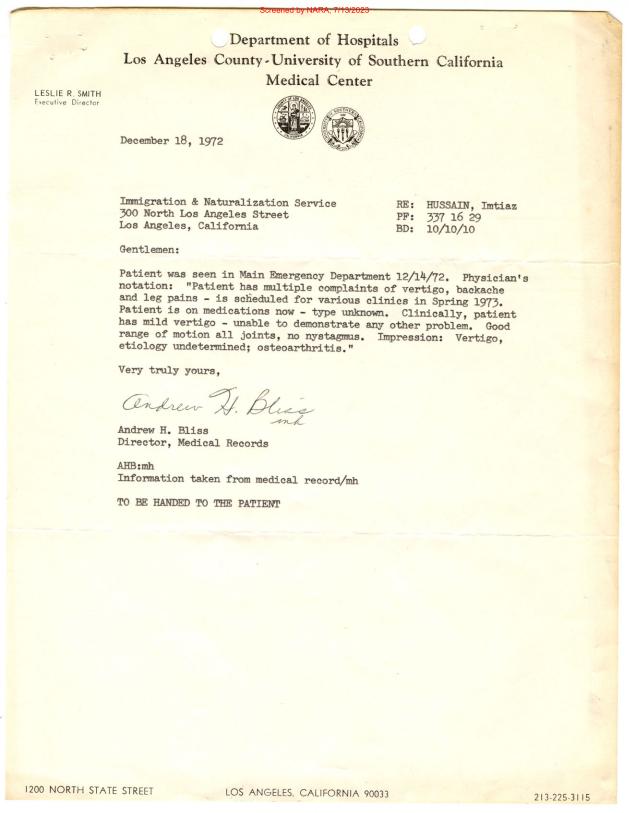 Screened by NARA, 7/13/2023
Department of Hospitals
Los Angeles County-University of Southern California
Medical Center
LESLIE R. SMITH
Executive Director
December 18, 1972
Immigration & Naturalization Service
300 North Los Angeles Street
Los Angeles, California
RE: HUSSAIN, Imtiaz
PF: 337 16 29
BD: 10/10/10
Gentlemen:
Patient was seen in Main Emergency Department 12/14/72. Physician's
notation: "Patient has multiple complaints of vertigo, backache
and leg pains - is scheduled for various clinics in Spring 1973.
Patient is on medications now - type unknown. Clinically, patient
has mild vertigo - unable to demonstrate any other problem. Good
range of motion all joints, no nystagmus. Impression: Vertigo,
etiology undetermined; osteoarthritis."
Very truly yours,
Andrew H. Bliss
mh
Andrew H. Bliss
Director, Medical Records
AHB:mh
Information taken from medical record/mh
TO BE HANDED TO THE PATIENT
1200 NORTH STATE STREET
LOS ANGELES, CALIFORNIA 90033
213-225-3115